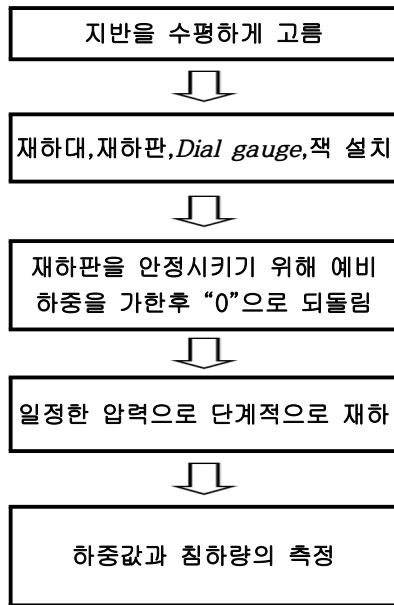 지반을 수평하게 고름
재하대,재하판,Dial gauge,잭 설치
재하판을 안정시키기 위해 예비
하중을 가한후 “0”으로 되돌림
일정한 압력으로 단계적으로 재하
하중값과 침하량의 측정